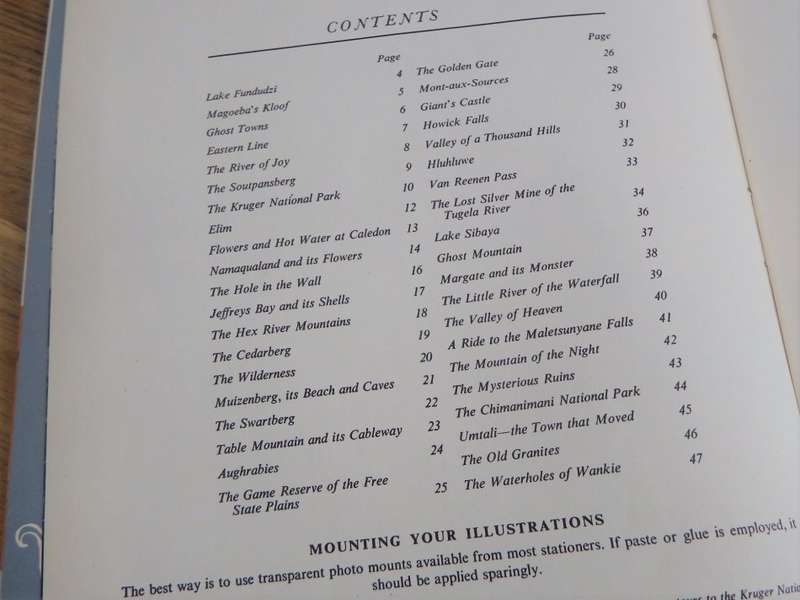 CONTENTS
Page
Lake Fundudzi 4
Magoeba's Kloof 5
Ghost Towns 6
Eastern Line 7
The River of Joy 8
The Soutpansberg 9
The Kruger National Park 10
Elim 12
Flowers and Hot Water at Caledon 13
Namaqualand and its Flowers 14
The Hole in the Wall 16
Jeffreys Bay and its Shells 17
The Hex River Mountains 18
The Cedarberg 19
The Wilderness 20
Muizenberg, its Beach and Caves 21
The Swartberg 22
Table Mountain and its Cableway 23
Aughrabies 24
The Game Reserve of the Free
State Plains 25
Page
The Golden Gate 26
Mont-aux-Sources 28
Giant's Castle 29
Howick Falls 30
Valley of a Thousand Hills 31
Hluhluwe 32
Van Reenen Pass 33
The Lost Silver Mine of the
Tugela River 34
Lake Sibaya 36
Ghost Mountain 37
Margate and its Monster 38
The Little River of the Waterfall 39
The Valley of Heaven 40
A Ride to the Maletsunyane Falls 41
The Mountain of the Night 42
The Mysterious Ruins 43
The Chimanimani National Park 44
Umtali—the Town that Moved 45
The Old Granites 46
The Waterholes of Wankie 47
MOUNTING YOUR ILLUSTRATIONS
The best way is to use transparent photo mounts available from most stationers. If paste or glue is employed, it
should be applied sparingly.
to the Kruger Natio